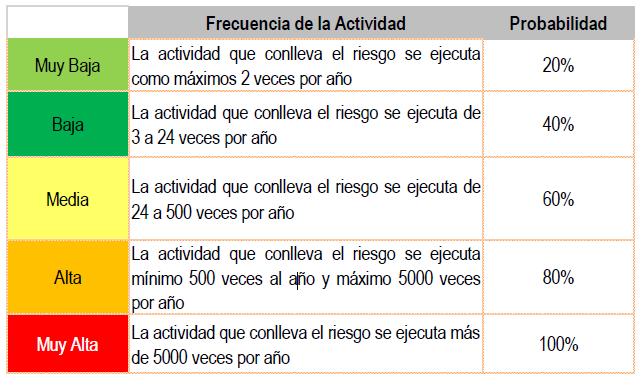 Frecuencia de la Actividad Probabilidad
Muy Baja
La actividad que conlleva el riesgo se ejecuta
como máximos 2 veces por año
20%
Baja
La actividad que conlleva el riesgo se ejecuta de
3 a 24 veces por año
40%
Media
La actividad que conlleva el riesgo se ejecuta de
24 a 500 veces por año
60%
Alta
La actividad que conlleva el riesgo se ejecuta
mínimo 500 veces al año y máximo 5000 veces
por año
80%
Muy Alta
La actividad que conlleva el riesgo se ejecuta más
de 5000 veces por año
100%